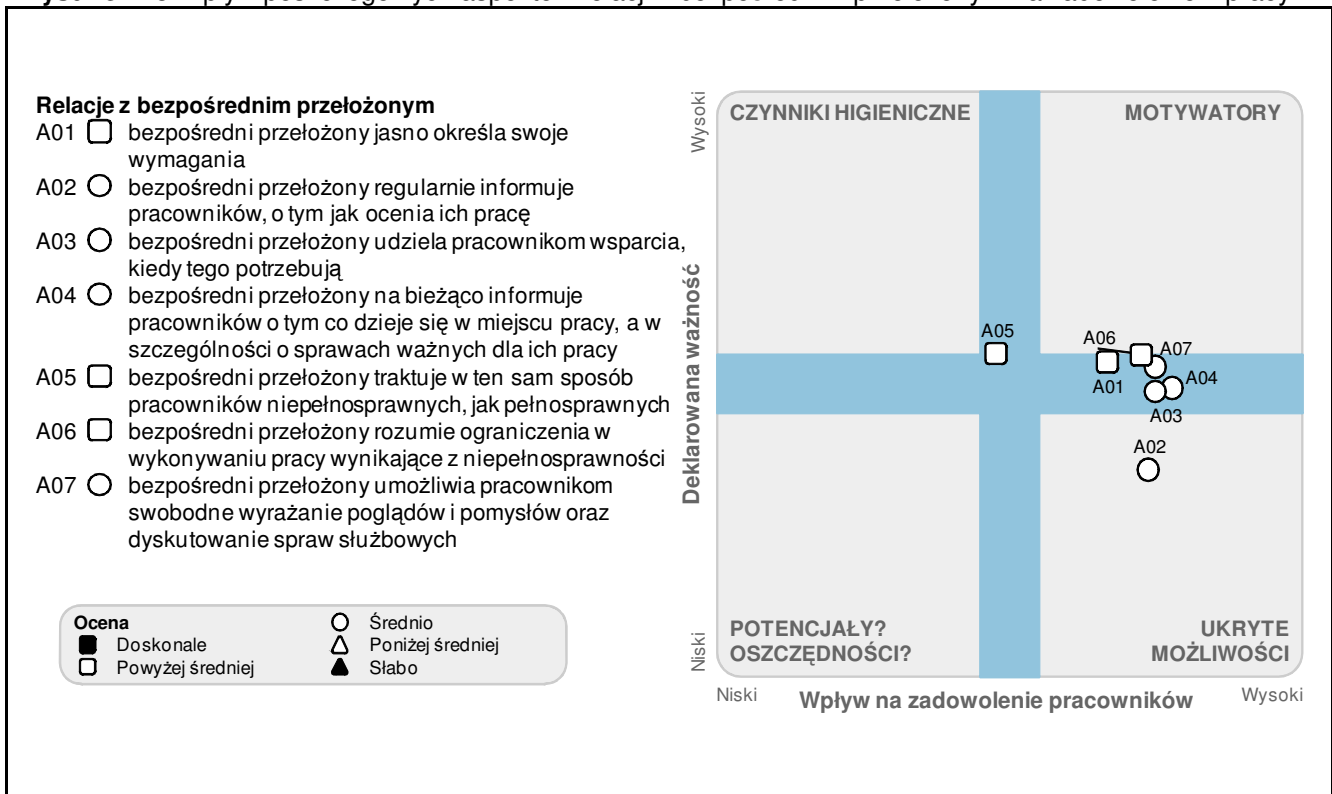 Relacje z bezpośrednim przełożonym
A01 bezpośredni przełożony jasno określa swoje
wymagania
A02 bezpośredni przełożony regularnie informuje
pracowników, o tym jak ocenia ich pracę
A03 bezpośredni przełożony udziela pracownikom wsparcia,
kiedy tego potrzebują
A04 bezpośredni przełożony na bieżąco informuje
pracowników o tym co dzieje się w miejscu pracy, a w
szczególności o sprawach ważnych dla ich pracy
A05 bezpośredni przełożony traktuje w ten sam sposób
pracowników niepełnosprawnych, jak pełnosprawnych
A06 bezpośredni przełożony rozumie ograniczenia w
wykonywaniu pracy wynikające z niepełnosprawności
A07 bezpośredni przełożony umożliwia pracownikom
swobodne wyrażanie poglądów i pomysłów oraz
dyskutowanie spraw służbowych
Ocena
Doskonale
Powyżej średniej
Średnio
Poniżej średniej
Słabo
Wysoki
Deklarowana ważność
Niski
CZYNNIKI HIGIENICZNE
MOTYWATORY
A05
A06
A07
A01
A04
A03
A02
POTENCJAŁY?
OSZCZĘDNOŚCI?
UKRYTE
MOŻLIWOŚCI
Niski
Wpływ na zadowolenie pracowników
Wysoki